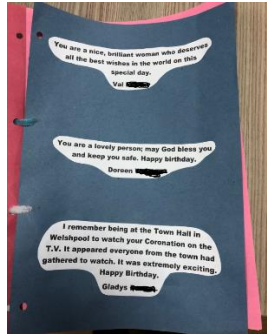 You are a nice, brilliant woman who deserves
all the best wishes in the world on this
special day.
Val
You are a lovely person; may God bless you
and keep you safe. Happy birthday.
Doreen
I remember being at the Town Hall in
Welshpool to watch your Coronation on the
T.V. It appeared everyone from the town had
gathered to watch. It was extremely exciting.
Happy Birthday.
Gladys